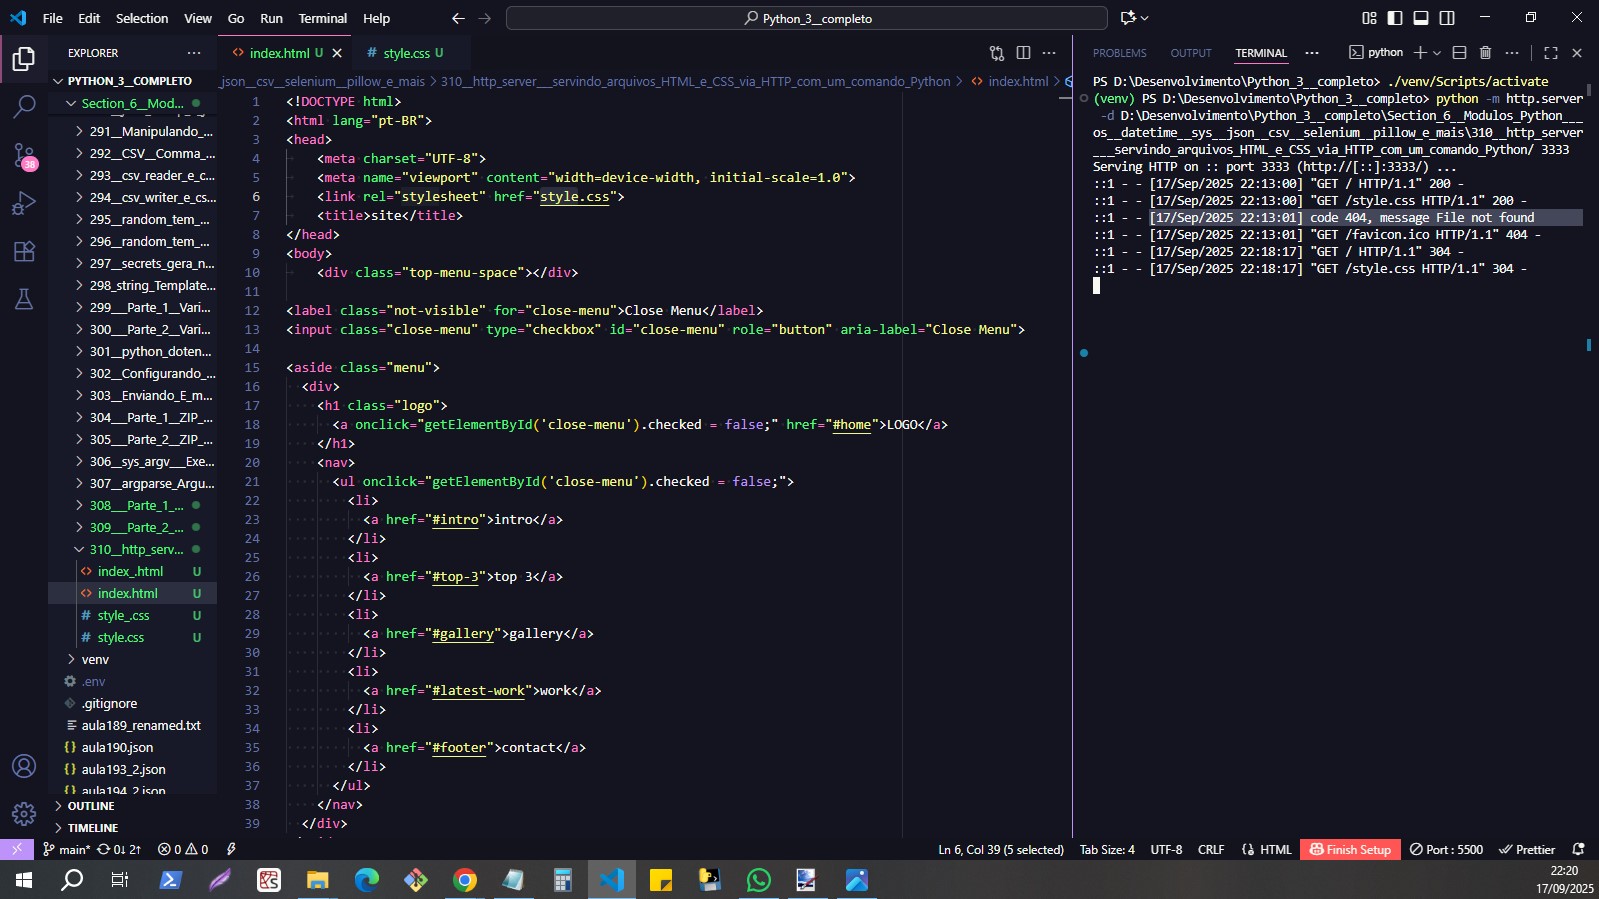 File Edit Selection View Go Run Terminal Help
Python_3__completo
EXPLORER
PYTHON_3__COMPLETO
Section_6__Mod...
291__Manipulando_...
292__CSV__Comma_...
293__csv_reader_e_c...
294__csv_writer_e_cs...
295__random_tem_...
296__random_tem_...
297__secrets_gera_n...
298_string_Template...
299___Parte_1__Vari...
300___Parte_2__Vari...
301__python_doten...
302__Configurando_...
303__Enviando_E_m...
304__Parte_1__ZIP_...
305__Parte_2__ZIP_...
306__sys_argv___Exe...
307__argparse_Argu...
308___Parte_1_...
309___Parte_2_...
310__http_serv...
index_.html U
index.html U
style_.css U
style.css U
venv
.env
.gitignore
aula189_renamed.txt
aula190.json
aula193_2.json
aula194_2.json
OUTLINE
TIMELINE
38
index.html U
style.css U
_json__csv__selenium__pillow_e_mais > 310__http_server___servindo_arquivos_HTML_e_CSS_via_HTTP_com_um_comando_Python > index.html
1 <!DOCTYPE html>
2 <html lang="pt-BR">
3 <head>
4 <meta charset="UTF-8">
5 <meta name="viewport" content="width=device-width, initial-scale=1.0">
6 <link rel="stylesheet" href="style.css">
7 <title>site</title>
8 </head>
9 <body>
10 <div class="top-menu-space"></div>
11
12 <label class="not-visible" for="close-menu">Close Menu</label>
13 <input class="close-menu" type="checkbox" id="close-menu" role="button" aria-label="Close Menu">
14
15 <aside class="menu">
16 <div>
17 <h1 class="logo">
18 <a onclick="getElementById('close-menu').checked = false;" href="#home">LOGO</a>
19 </h1>
20 <nav>
21 <ul onclick="getElementById('close-menu').checked = false;">
22 <li>
23 <a href="#intro">intro</a>
24 </li>
25 <li>
26 <a href="#top-3">top 3</a>
27 </li>
28 <li>
29 <a href="#gallery">gallery</a>
30 </li>
31 <li>
32 <a href="#latest-work">work</a>
33 </li>
34 <li>
35 <a href="#footer">contact</a>
36 </li>
37 </ul>
38 </nav>
39 </div>
PROBLEMS OUTPUT TERMINAL
python
PS D:\Desenvolvimento\Python_3__completo> ./venv/Scripts/activate
(venv) PS D:\Desenvolvimento\Python_3__completo> python -m http.server
-d D:\Desenvolvimento\Python_3__completo\Section_6__Modulos_Python___
os__datetime__sys__json__csv__selenium__pillow_e_mais\310__http_server
___servindo_arquivos_HTML_e_CSS_via_HTTP_com_um_comando_Python/ 3333
Serving HTTP on :: port 3333 (http://[::]:3333/) ...
::1 - - [17/Sep/2025 22:13:00] "GET / HTTP/1.1" 200 -
::1 - - [17/Sep/2025 22:13:00] "GET /style.css HTTP/1.1" 200 -
::1 - - [17/Sep/2025 22:13:01] code 404, message File not found
::1 - - [17/Sep/2025 22:13:01] "GET /favicon.ico HTTP/1.1" 404 -
::1 - - [17/Sep/2025 22:18:17] "GET / HTTP/1.1" 304 -
::1 - - [17/Sep/2025 22:18:17] "GET /style.css HTTP/1.1" 304 -
main* 0↓ 2↑ 0 0
Ln 6, Col 39 (5 selected) Tab Size: 4 UTF-8 CRLF HTML Finish Setup Port : 5500 Prettier
22:20
17/09/2025